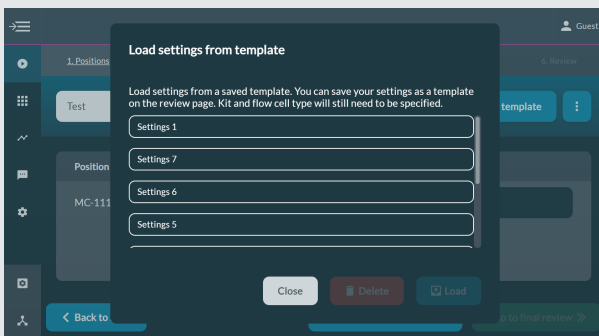 Guest
Load settings from template
1. Positions
6. Review
Load settings from a saved template. You can save your settings as a template
on the review page. Kit and flow cell type will still need to be specified.
Test
template
Settings 1
Settings 7
Position
Settings 6
MC-111
Settings 5
Close
Delete
Load
Back to
to final review